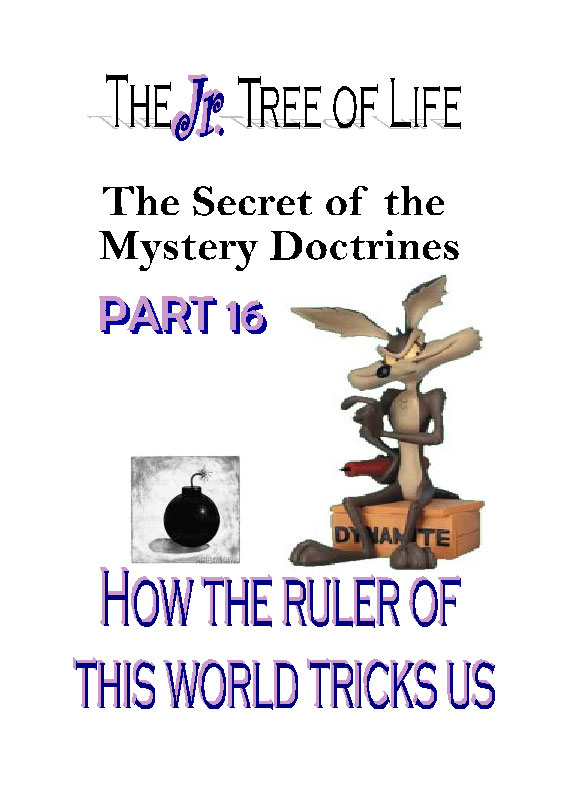 The Jr. Tree of Life
The Secret of the
Mystery Doctrines
PART 16
DYNAMITE
How the ruler of
this world tricks us